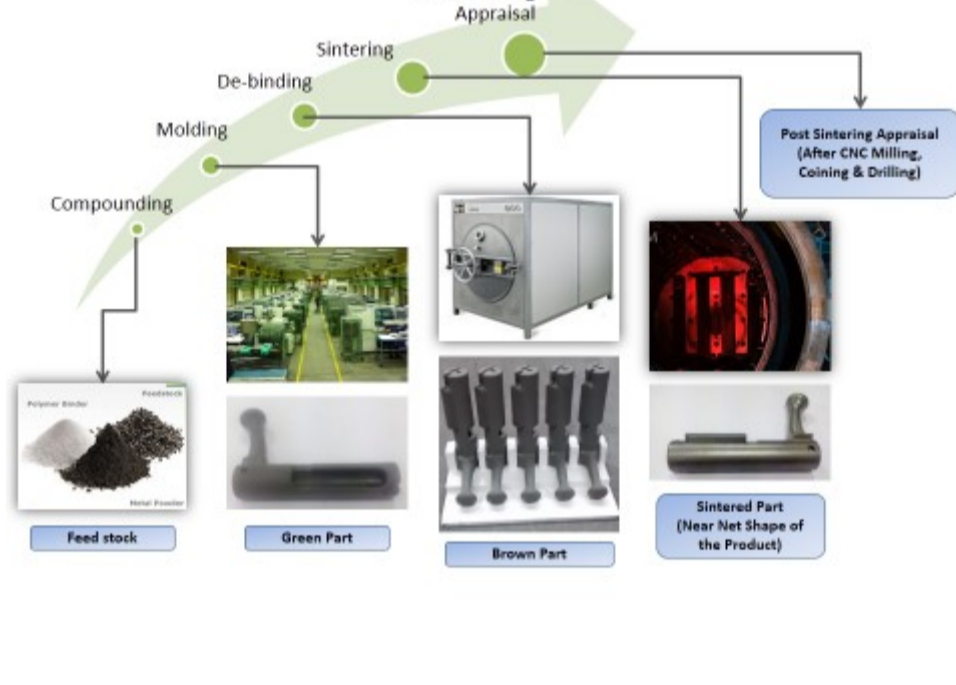 Appraisal
Sintering
De-binding
Molding
Compounding
Post Sintering Appraisal
(After CNC Milling,
Coining & Drilling)
Feedstock
Polymer Binder
Metal Powder
Feed stock
Green Part
Brown Part
Sintered Part
(Near Net Shape of
the Product)